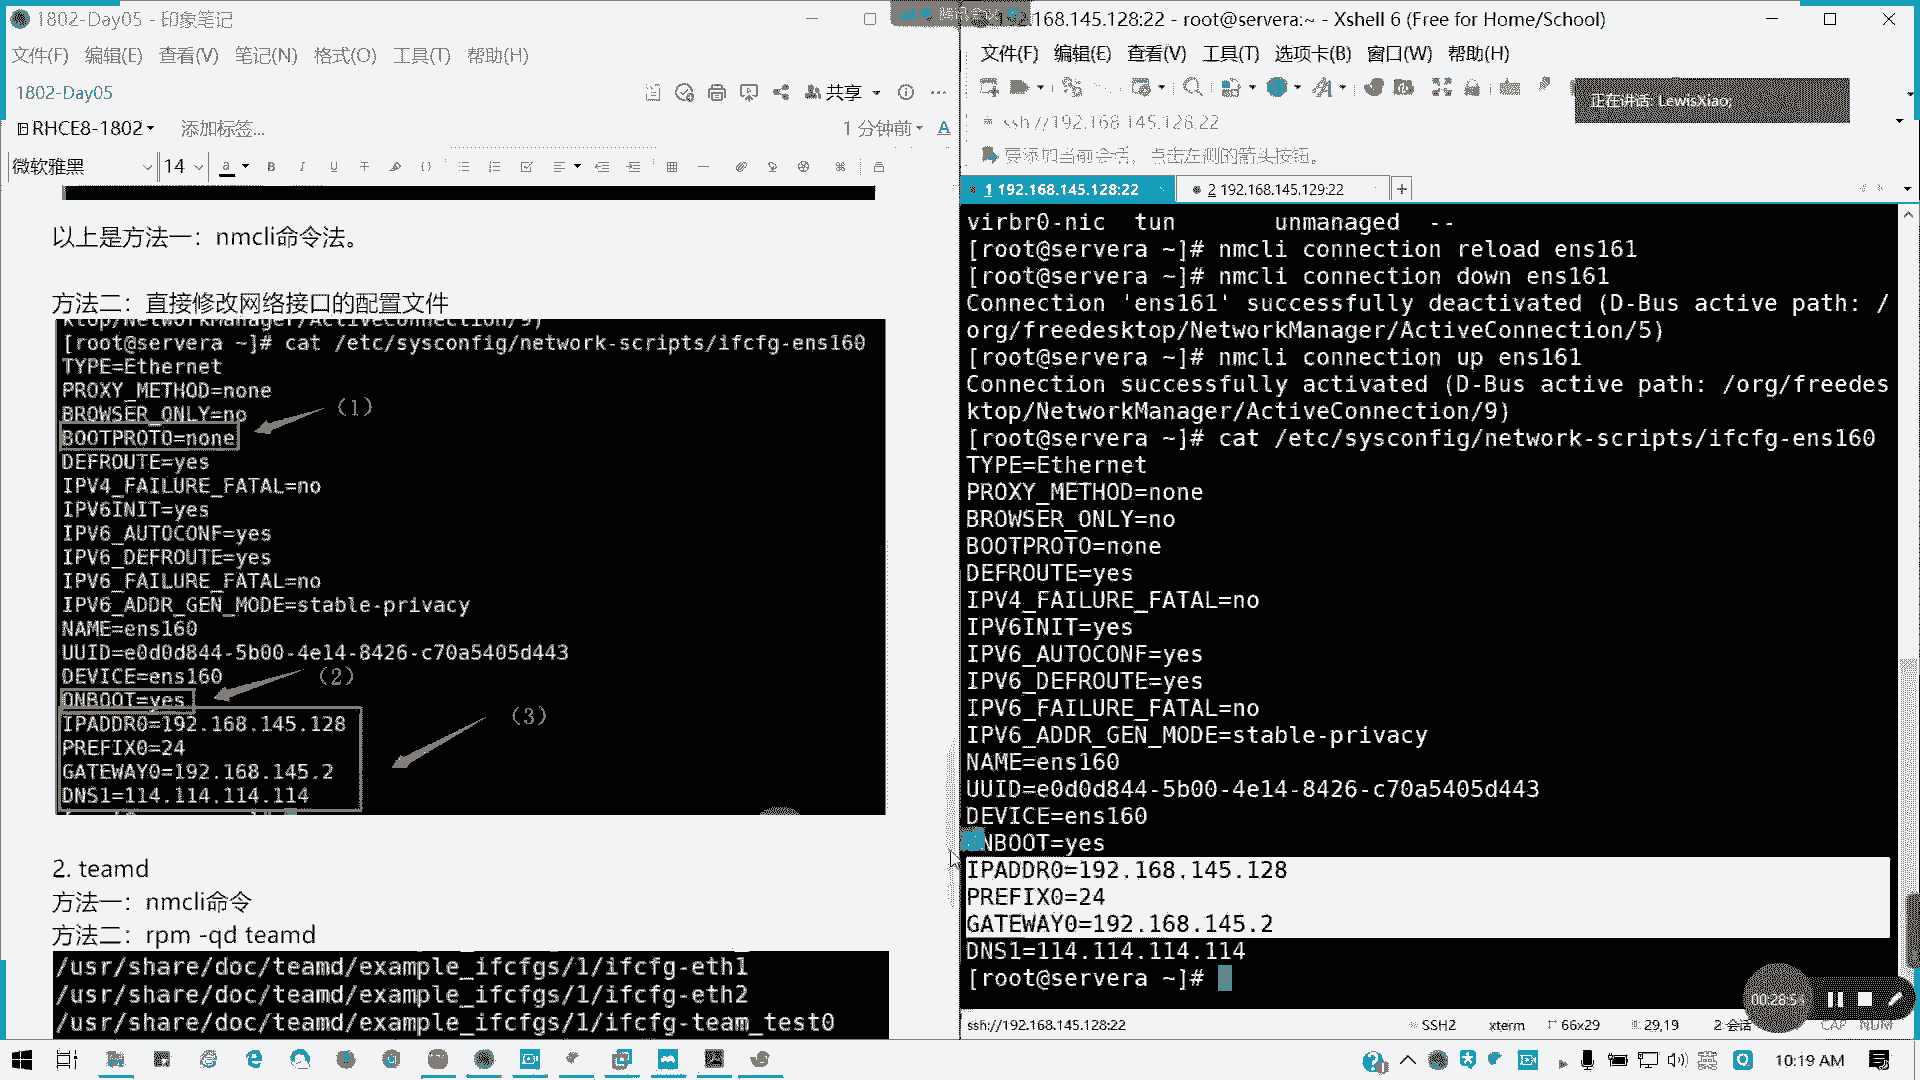 1802-Day05 - 印象笔记
文件(F) 编辑(E) 查看(V) 笔记(N) 格式(O) 工具(T) 帮助(H)
1802-Day05
共享
RHCE8-1802 添加标签...
1 分钟前
微软雅黑 14
以上是方法一：nmcli命令法。
方法二：直接修改网络接口的配置文件
ktop/NetworkManager/ActiveConnection/9)
[root@servera ~]# cat /etc/sysconfig/network-scripts/ifcfg-ens160
TYPE=Ethernet
PROXY_METHOD=none
BROWSER_ONLY=no
（1）
BOOTPROTO=none
DEFROUTE=yes
IPV4_FAILURE_FATAL=no
IPV6INIT=yes
IPV6_AUTOCONF=yes
IPV6_DEFROUTE=yes
IPV6_FAILURE_FATAL=no
IPV6_ADDR_GEN_MODE=stable-privacy
NAME=ens160
UUID=e0d0d844-5b00-4e14-8426-c70a5405d443
DEVICE=ens160
（2）
ONBOOT=yes
（3）
IPADDR0=192.168.145.128
PREFIX0=24
GATEWAY0=192.168.145.2
DNS1=114.114.114.114
2. teamd
方法一：nmcli命令
方法二：rpm -qd teamd
/usr/share/doc/teamd/example_ifcfgs/1/ifcfg-eth1
/usr/share/doc/teamd/example_ifcfgs/1/ifcfg-eth2
/usr/share/doc/teamd/example_ifcfgs/1/ifcfg-team_test0
腾讯会议
192.168.145.128:22 - root@servera:~ - Xshell 6 (Free for Home/School)
文件(F) 编辑(E) 查看(V) 工具(T) 选项卡(B) 窗口(W) 帮助(H)
正在讲话: LewisXiao;
ssh://192.168.145.128:22
要添加当前会话，点击左侧的箭头按钮。
1 192.168.145.128:22
2 192.168.145.129:22
virbr0-nic tun unmanaged --
[root@servera ~]# nmcli connection reload ens161
[root@servera ~]# nmcli connection down ens161
Connection 'ens161' successfully deactivated (D-Bus active path: /
org/freedesktop/NetworkManager/ActiveConnection/5)
[root@servera ~]# nmcli connection up ens161
Connection successfully activated (D-Bus active path: /org/freedes
ktop/NetworkManager/ActiveConnection/9)
[root@servera ~]# cat /etc/sysconfig/network-scripts/ifcfg-ens160
TYPE=Ethernet
PROXY_METHOD=none
BROWSER_ONLY=no
BOOTPROTO=none
DEFROUTE=yes
IPV4_FAILURE_FATAL=no
IPV6INIT=yes
IPV6_AUTOCONF=yes
IPV6_DEFROUTE=yes
IPV6_FAILURE_FATAL=no
IPV6_ADDR_GEN_MODE=stable-privacy
NAME=ens160
UUID=e0d0d844-5b00-4e14-8426-c70a5405d443
DEVICE=ens160
NBOOT=yes
IPADDR0=192.168.145.128
PREFIX0=24
GATEWAY0=192.168.145.2
DNS1=114.114.114.114
[root@servera ~]#
ssh://192.168.145.128:22 SSH2 xterm 66x29 29,19 2 会话 CAP NUM
10:19 AM